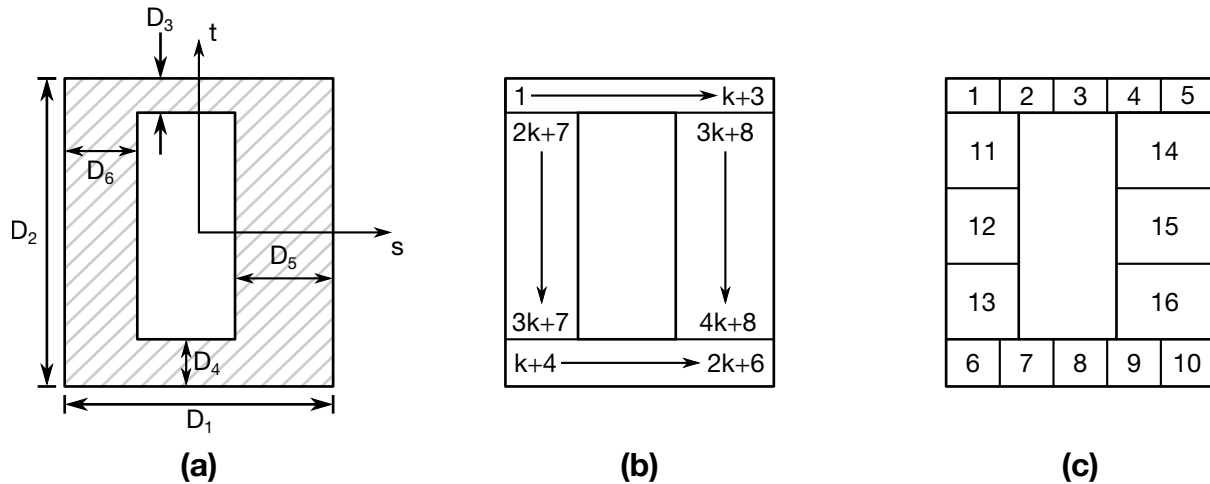 D₃
t
D₆
D₂
s
D₅
D₄
D₁
(a)
1 k+3
2k+7 3k+8
3k+7 4k+8
k+4 2k+6
(b)
1 2 3 4 5
11 14
12 15
13 16
6 7 8 9 10
(c)